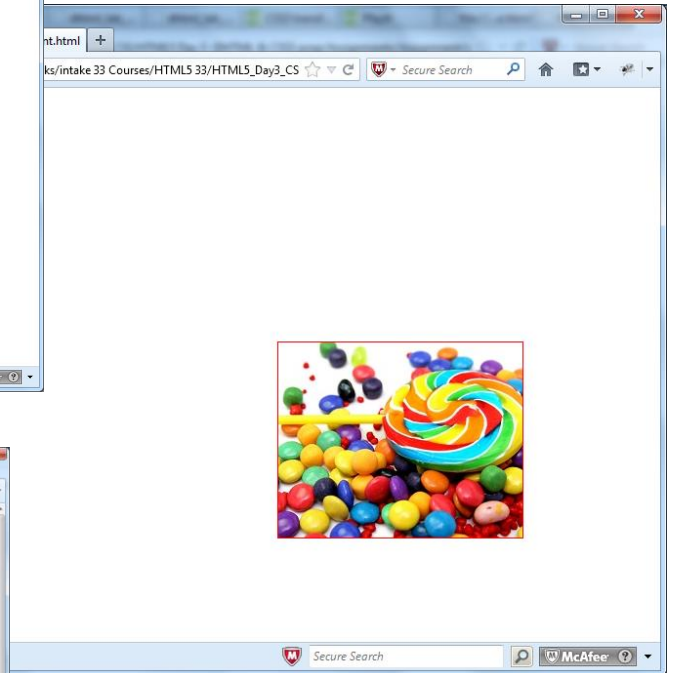 nt.html
ks/intake 33 Courses/HTML5 33/HTML5_Day3_CS
Secure Search
Secure Search
McAfee